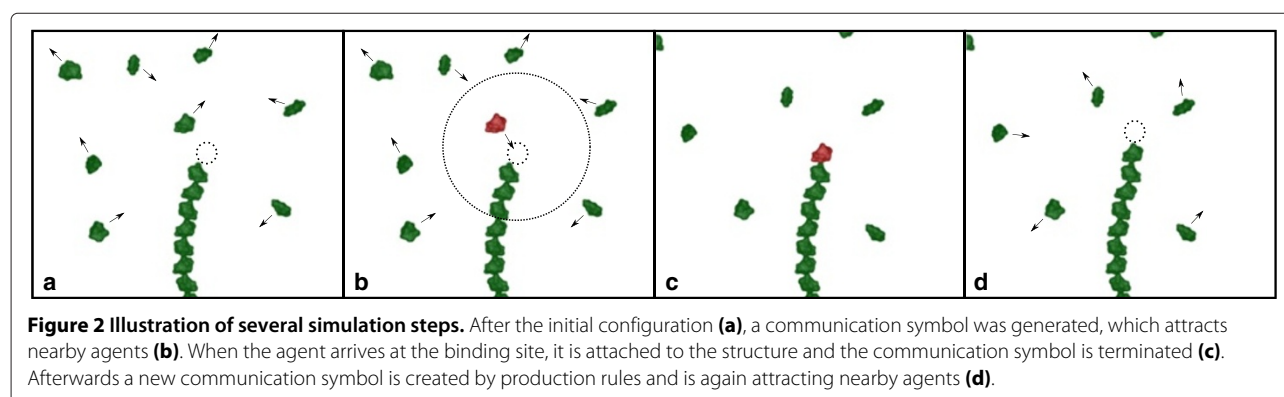 a
b
c
d
Figure 2 Illustration of several simulation steps. After the initial configuration (a), a communication symbol was generated, which attracts
nearby agents (b). When the agent arrives at the binding site, it is attached to the structure and the communication symbol is terminated (c).
Afterwards a new communication symbol is created by production rules and is again attracting nearby agents (d).